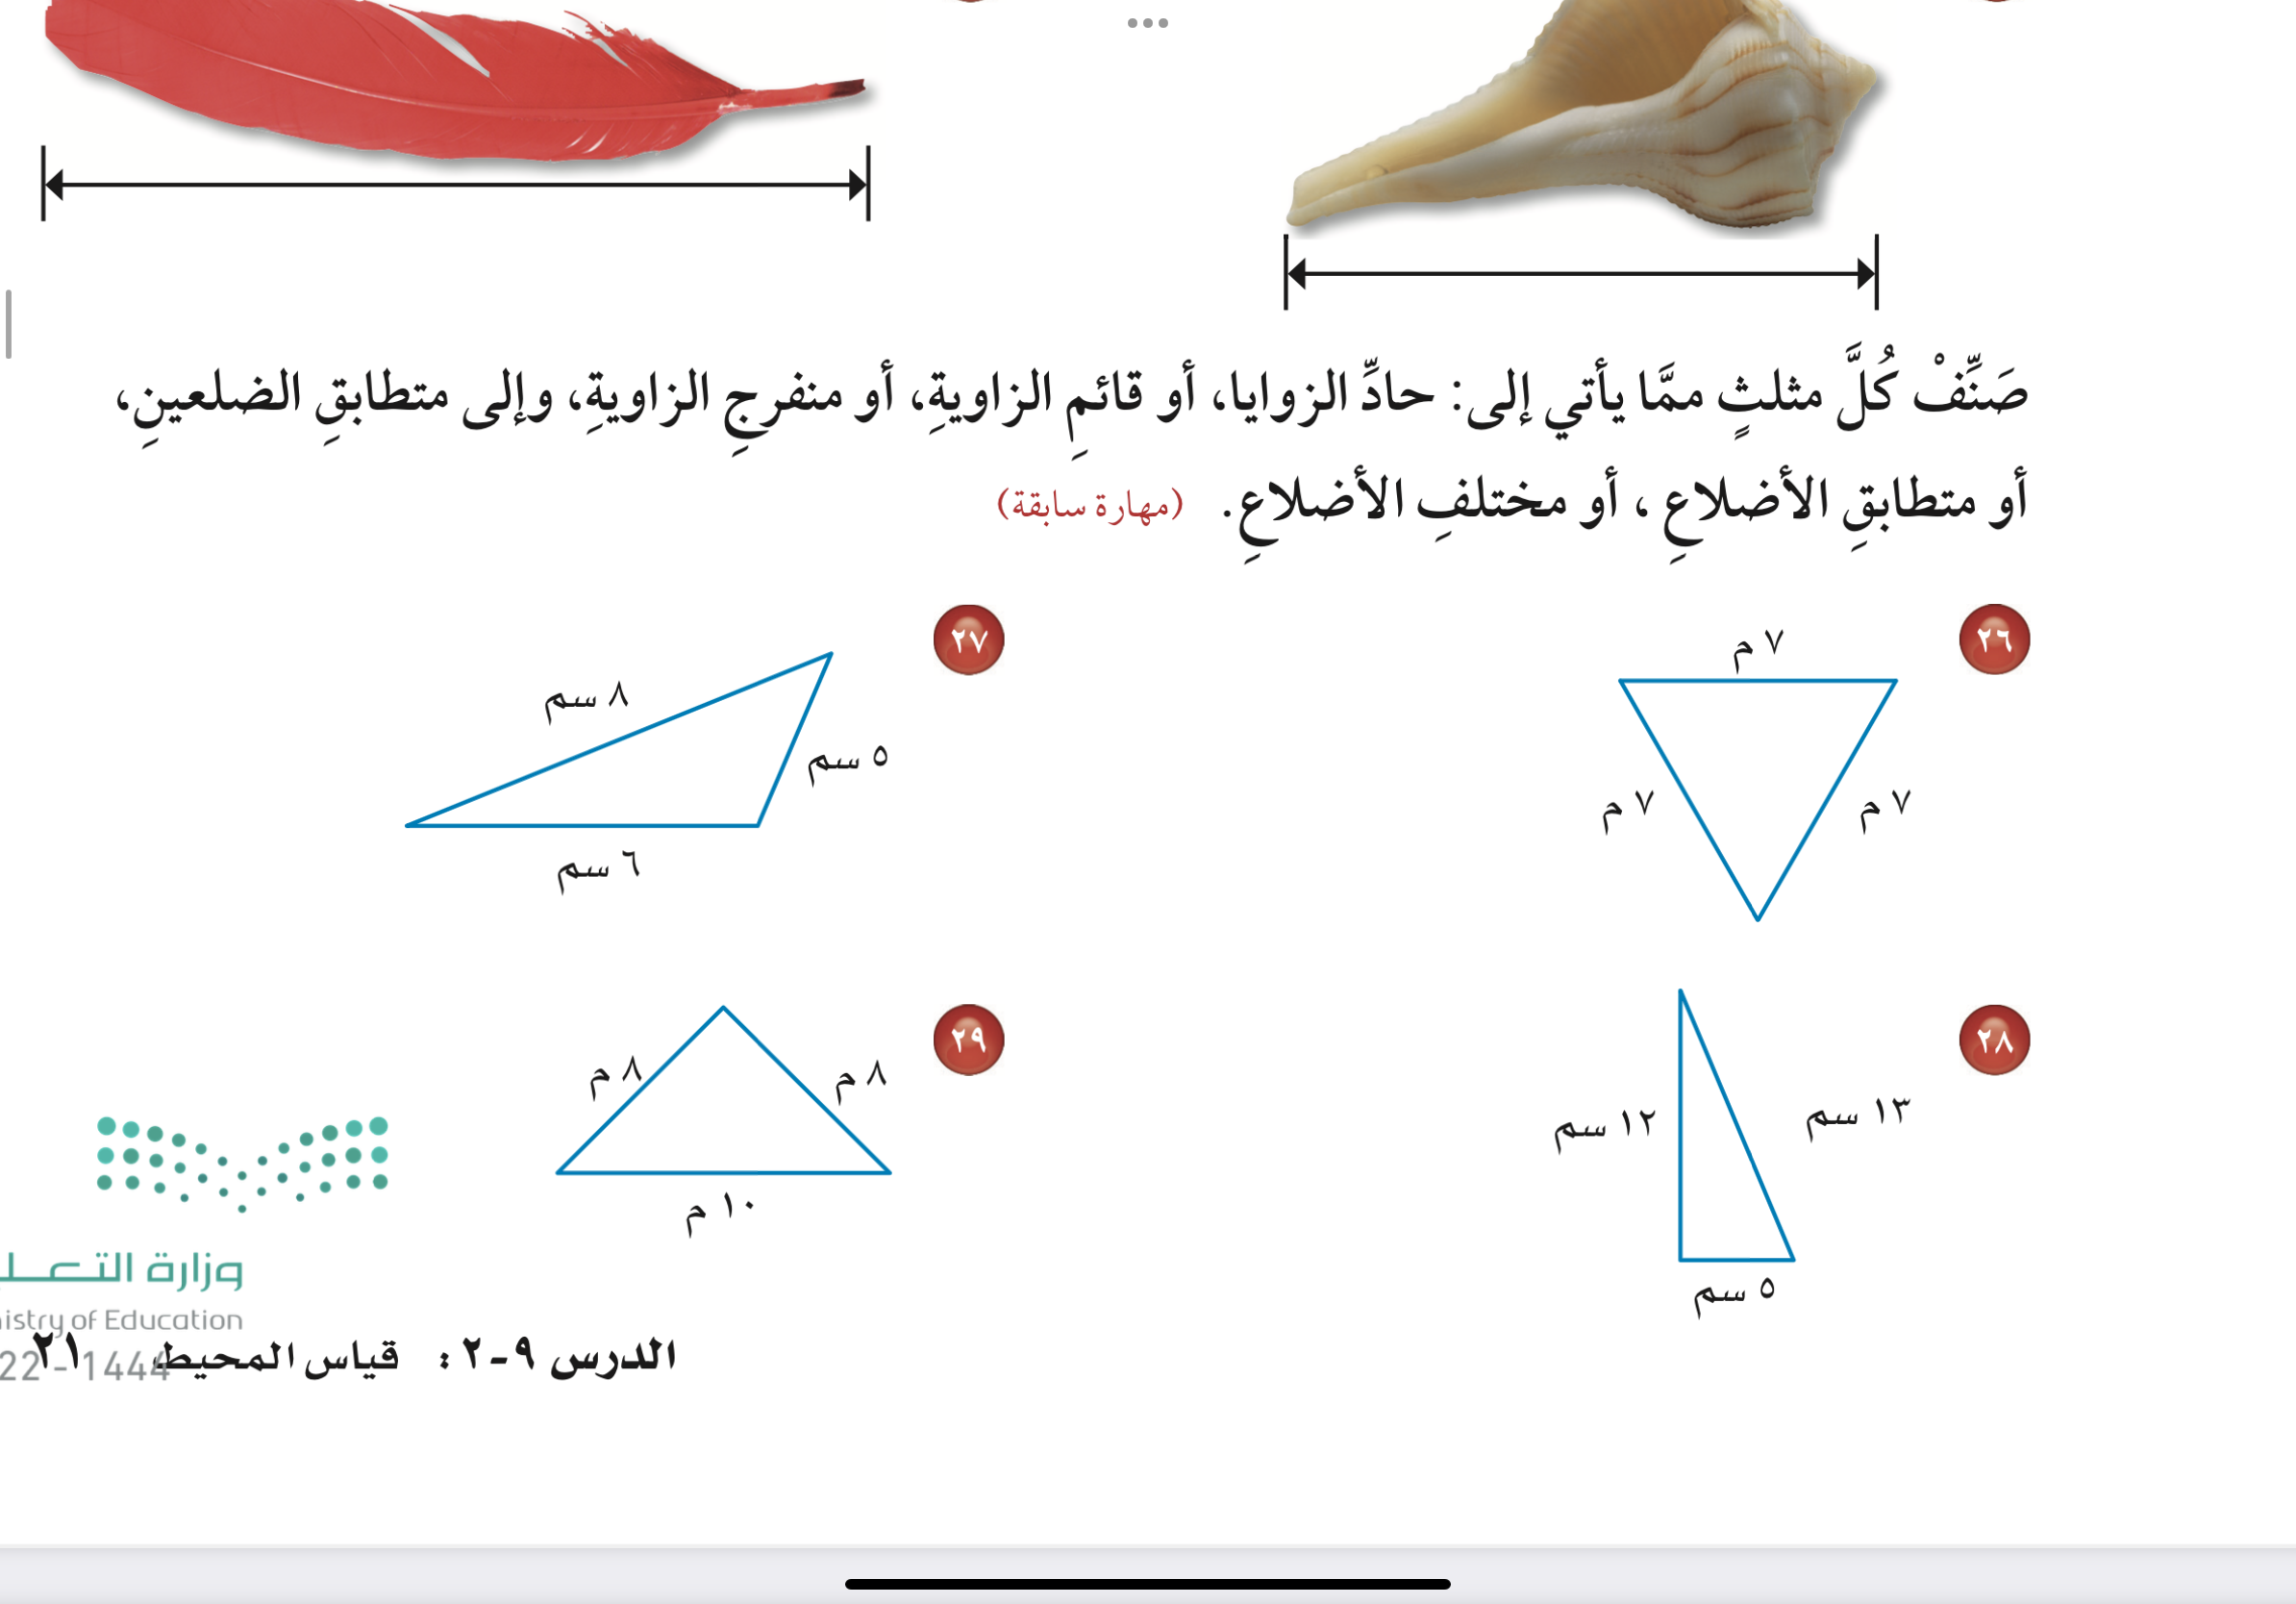 صَنِّفْ كُلَّ مثلثٍ ممَّا يأتي إلى: حادِّ الزوايا، أو قائمِ الزاويةِ، أو منفرجِ الزاويةِ، وإلى متطابقِ الضلعينِ،
أو متطابقِ الأضلاعِ ، أو مختلفِ الأضلاعِ. (مهارة سابقة)
٢٦
٧ م
٧ م
٧ م
٢٧
٨ سم
٥ سم
٦ سم
٢٨
١٣ سم
١٢ سم
٥ سم
٢٩
٨ م
٨ م
١٠ م
وزارة التعـلـ
istry of Education
22 - 1444
الدرس ٩-٢ : قياس المحيط ٢١